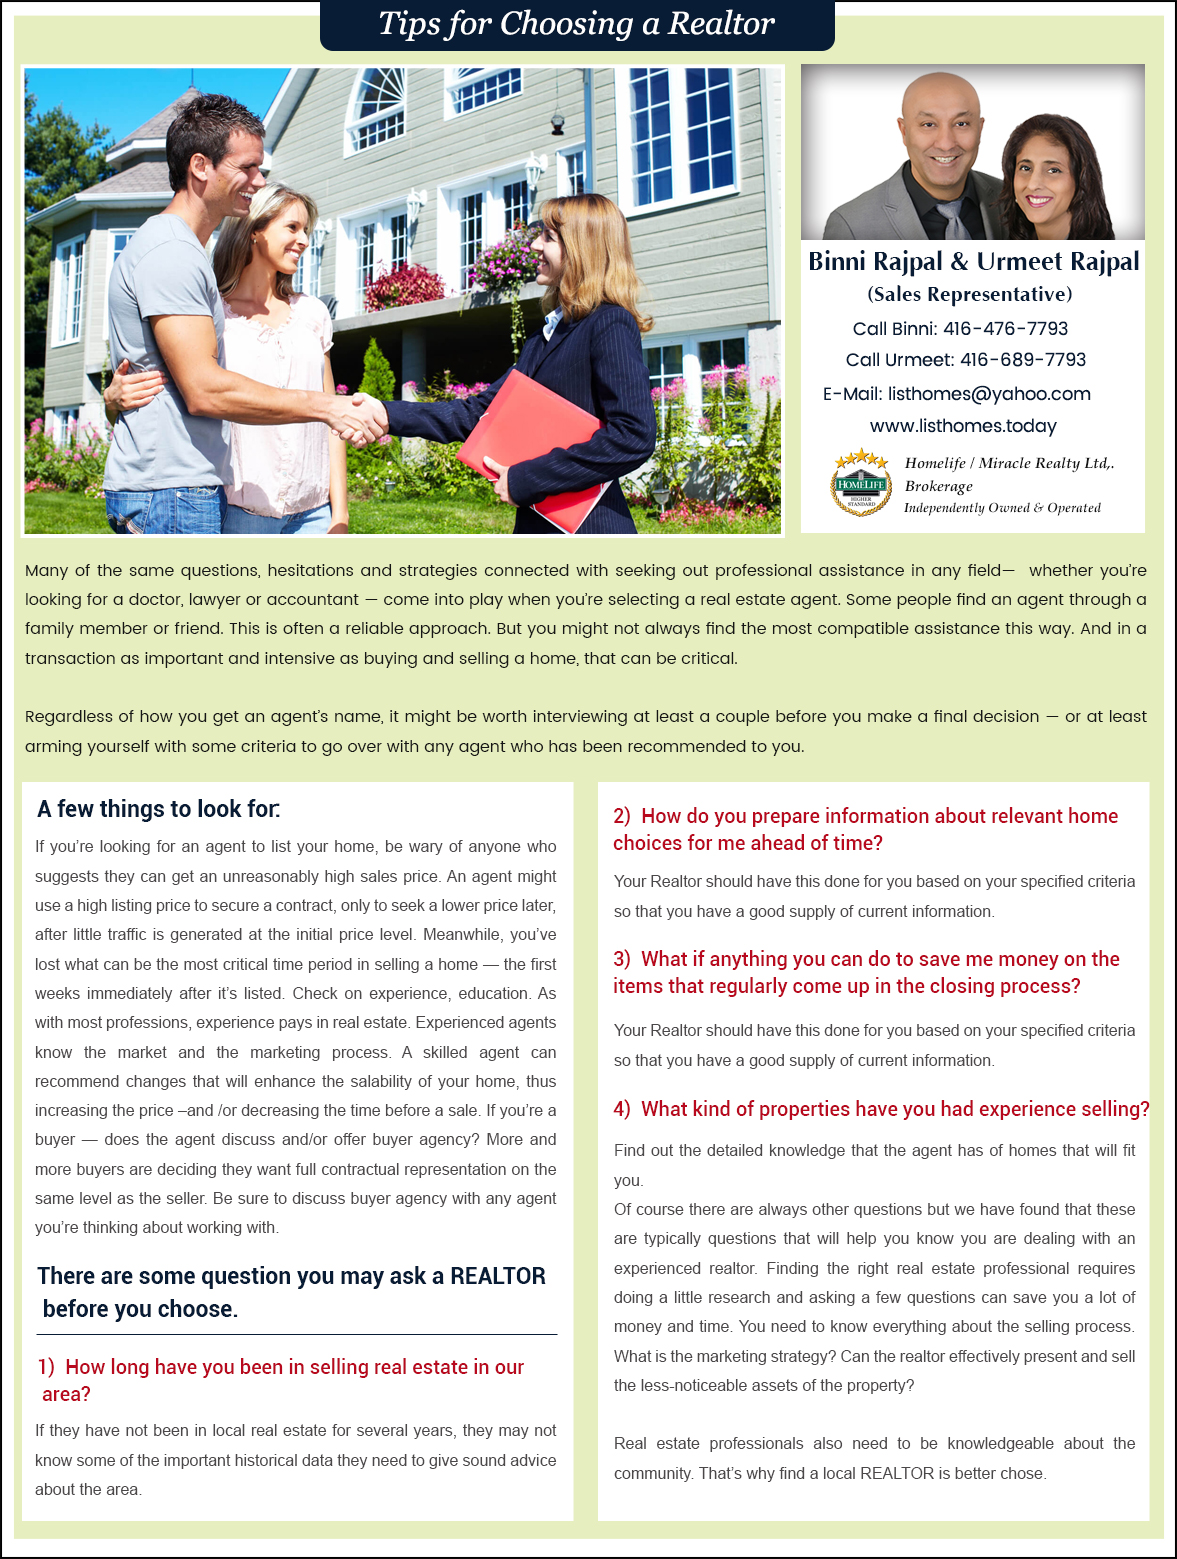 Tips for Choosing a Realtor
Binni Rajpal & Urmeet Rajpal
(Sales Representative)
Call Binni: 416-476-7793
Call Urmeet: 416-689-7793
E-Mail: listhomes@yahoo.com
www.listhomes.today
HOMELIFE
HIGHER
STANDARD
Homelife / Miracle Realty Ltd,.
Brokerage
Independently Owned & Operated
Many of the same questions, hesitations and strategies connected with seeking out professional assistance in any field— whether you're
looking for a doctor, lawyer or accountant — come into play when you're selecting a real estate agent. Some people find an agent through a
family member or friend. This is often a reliable approach. But you might not always find the most compatible assistance this way. And in a
transaction as important and intensive as buying and selling a home, that can be critical.
Regardless of how you get an agent's name, it might be worth interviewing at least a couple before you make a final decision — or at least
arming yourself with some criteria to go over with any agent who has been recommended to you.
A few things to look for:
If you're looking for an agent to list your home, be wary of anyone who
suggests they can get an unreasonably high sales price. An agent might
use a high listing price to secure a contract, only to seek a lower price later,
after little traffic is generated at the initial price level. Meanwhile, you've
lost what can be the most critical time period in selling a home — the first
weeks immediately after it's listed. Check on experience, education. As
with most professions, experience pays in real estate. Experienced agents
know the market and the marketing process. A skilled agent can
recommend changes that will enhance the salability of your home, thus
increasing the price –and /or decreasing the time before a sale. If you're a
buyer — does the agent discuss and/or offer buyer agency? More and
more buyers are deciding they want full contractual representation on the
same level as the seller. Be sure to discuss buyer agency with any agent
you're thinking about working with.
There are some question you may ask a REALTOR
before you choose.
1) How long have you been in selling real estate in our
area?
If they have not been in local real estate for several years, they may not
know some of the important historical data they need to give sound advice
about the area.
2) How do you prepare information about relevant home
choices for me ahead of time?
Your Realtor should have this done for you based on your specified criteria
so that you have a good supply of current information.
3) What if anything you can do to save me money on the
items that regularly come up in the closing process?
Your Realtor should have this done for you based on your specified criteria
so that you have a good supply of current information.
4) What kind of properties have you had experience selling?
Find out the detailed knowledge that the agent has of homes that will fit
you.
Of course there are always other questions but we have found that these
are typically questions that will help you know you are dealing with an
experienced realtor. Finding the right real estate professional requires
doing a little research and asking a few questions can save you a lot of
money and time. You need to know everything about the selling process.
What is the marketing strategy? Can the realtor effectively present and sell
the less-noticeable assets of the property?
Real estate professionals also need to be knowledgeable about the
community. That's why find a local REALTOR is better chose.